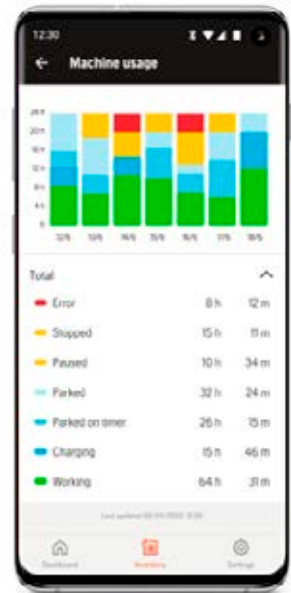 12:30
Machine usage
24 h
20 h
16 h
12 h
8 h
4 h
12/5 13/5 14/5 15/5 16/5 17/5 18/5
Total
Error 8 h 12 m
Stopped 15 h 11 m
Paused 10 h 34 m
Parked 32 h 24 m
Parked on timer 26 h 15 m
Charging 15 h 46 m
Working 64 h 31 m
Last updated
Dashboard Inventory Settings